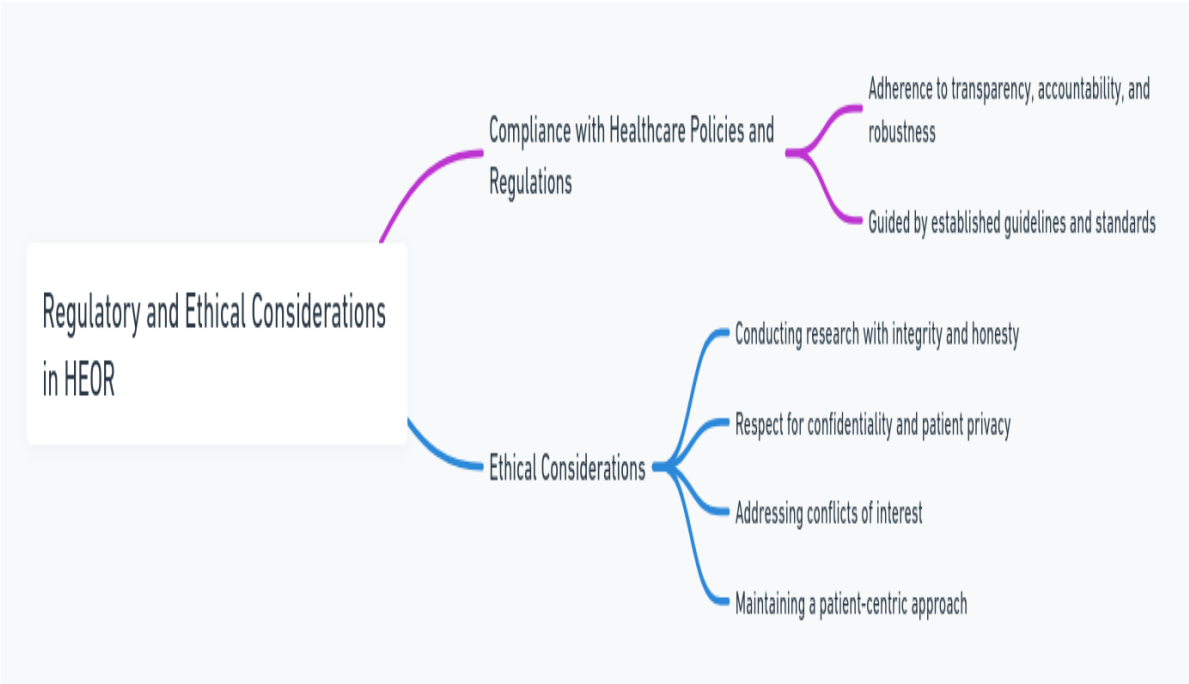 Regulatory and Ethical Considerations
in HEOR
Compliance with Healthcare Policies and
Regulations
Adherence to transparency, accountability, and
robustness
Guided by established guidelines and standards
Ethical Considerations
Conducting research with integrity and honesty
Respect for confidentiality and patient privacy
Addressing conflicts of interest
Maintaining a patient-centric approach